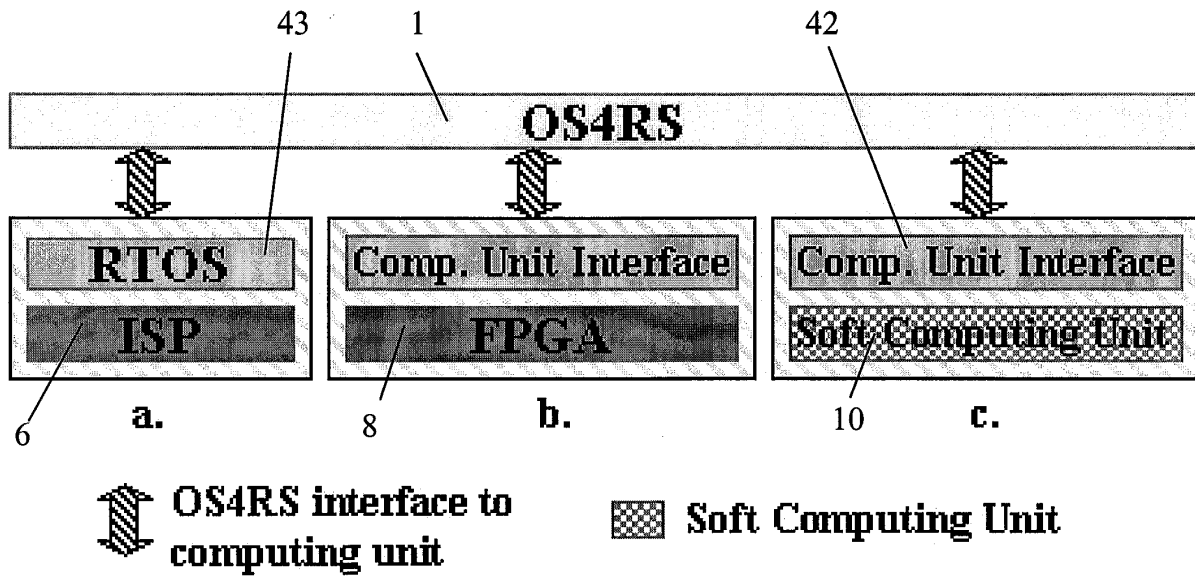 43 1 42
OS4RS
RTOS Comp. Unit Interface Comp. Unit Interface
ISP FPGA Soft Computing Unit
6 a. 8 b. 10 c.
OS4RS interface to
computing unit
Soft Computing Unit